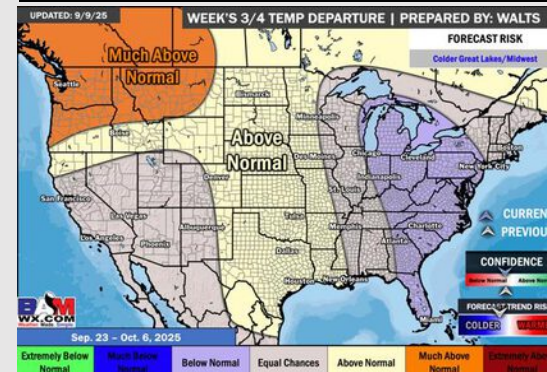 UPDATED: 9/9/25
WEEK'S 3/4 TEMP DEPARTURE | PREPARED BY: WALTS
FORECAST RISK
Colder Great Lakes/Midwest
Much Above
Normal
Seattle
Bismarck
Minneapolis
Boise
Above
Normal
Boston
Chicago
Cleveland
New York City
Des Moines
Denver
Indianapolis
San Francisco
St. Louis
Las Vegas
Tulsa
Memphis
Charlotte
Los Angeles
Albuquerque
Phoenix
Atlanta
Dallas
CURREN
PREVIOU
Houston
New Orleans
CONFIDENCE
Below Normal
Above Nor
Miami
BAM
WX.COM
Weather Made Simple
FORECAST TREND RIS
COLDER
WARM
Sep. 23 – Oct. 6, 2025
Extremely Below
Normal
Much Below
Normal
Below Normal
Equal Chances
Above Normal
Much Above
Normal
Extremely Abo
Normal